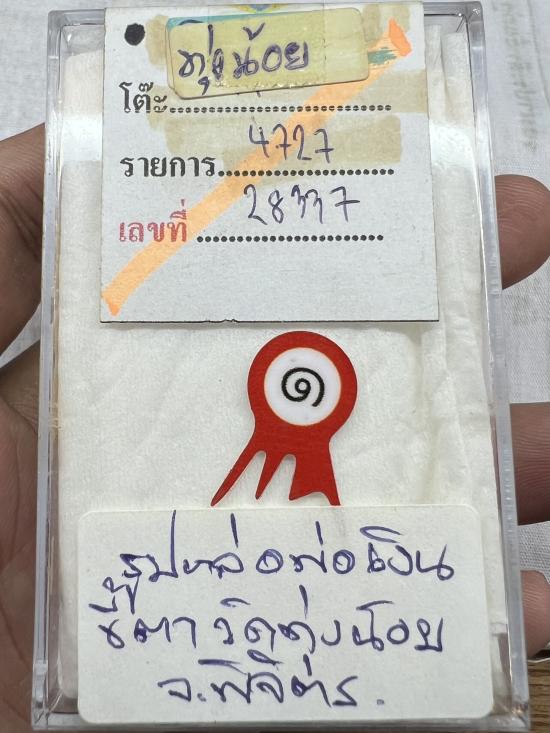 ทุ่งน้อย
โต๊ะ
รายการ 4727
เลขที่ 28337
๑
รูปหล่อพ่อเงิน
ขี้ตา วัดทุ่งน้อย
จ.พิจิตร.